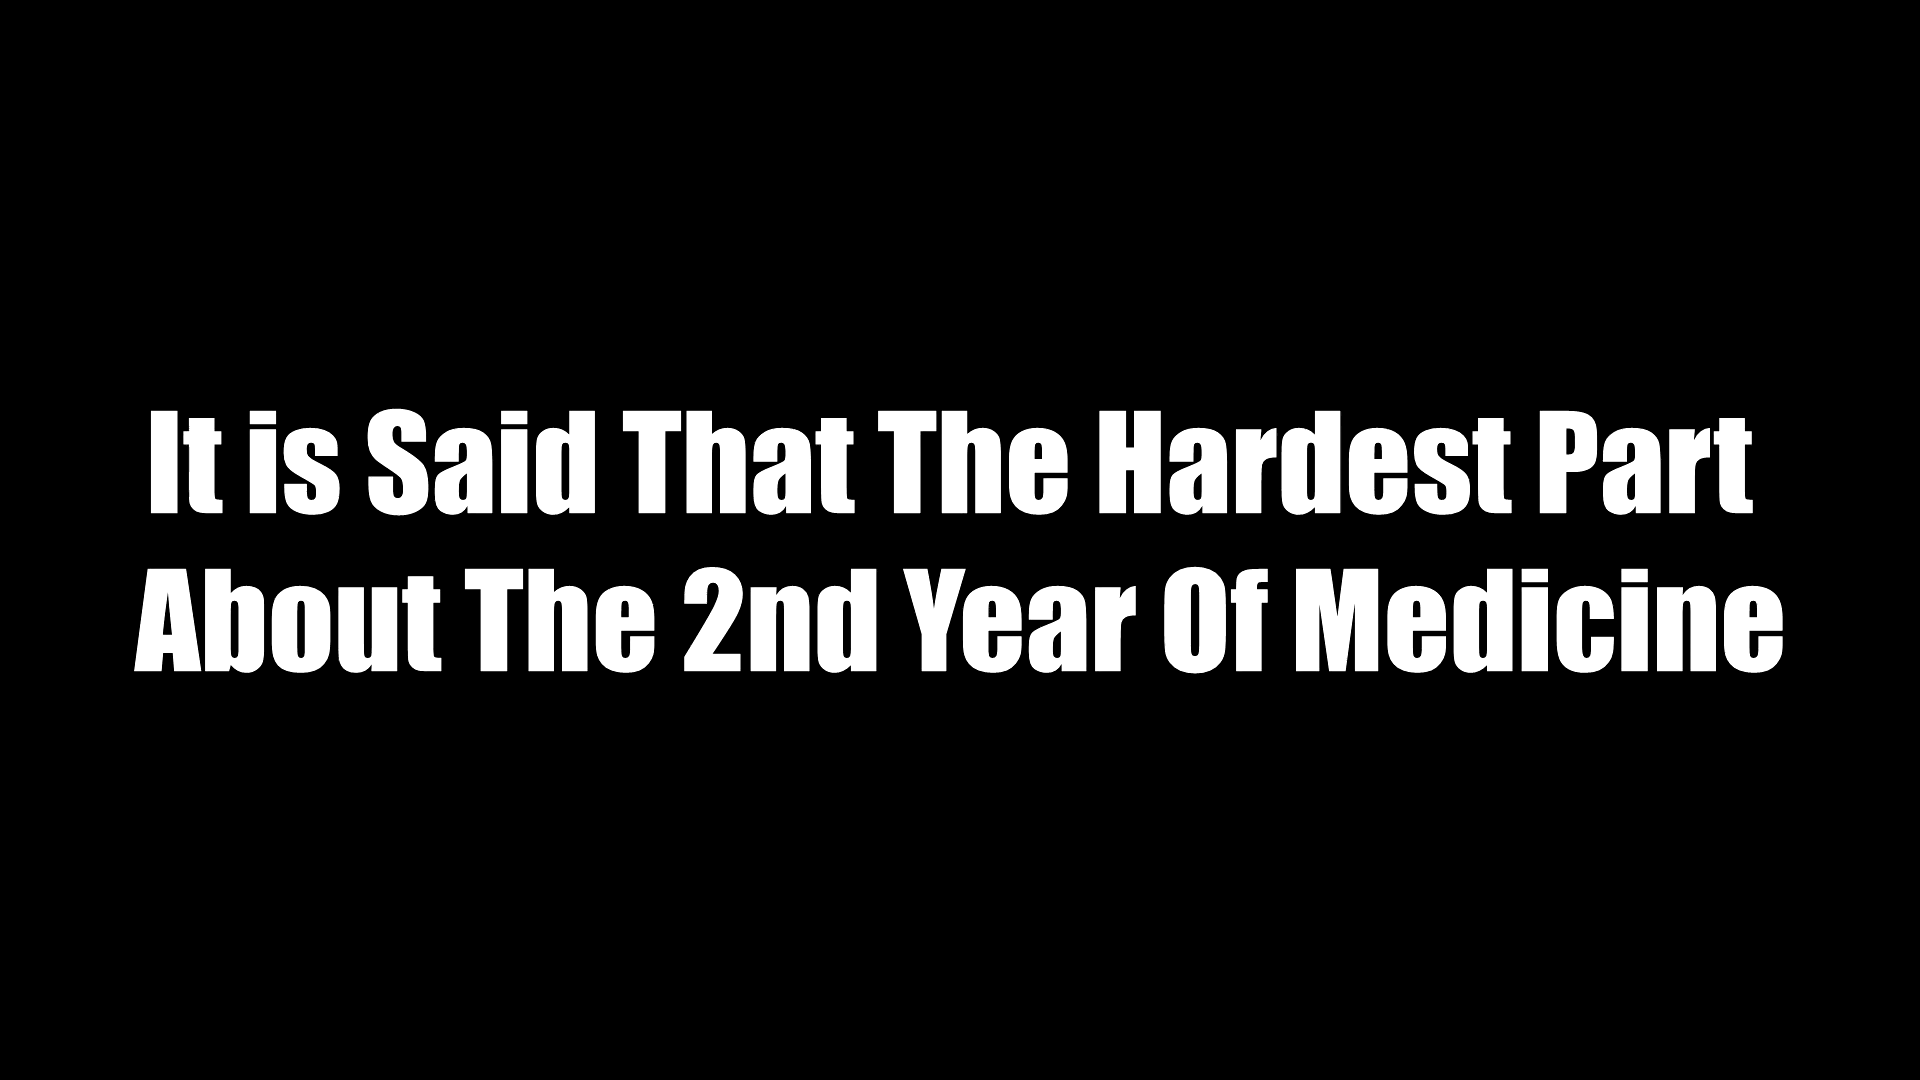 It is Said That The Hardest Part
About The 2nd Year Of Medicine